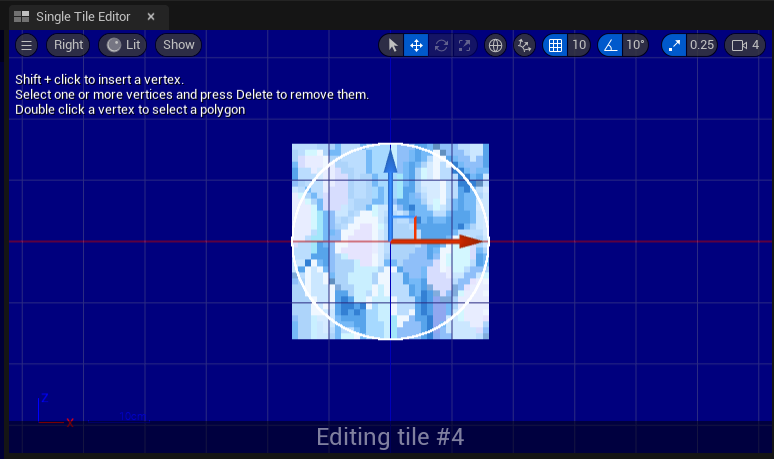 Single Tile Editor
Right Lit Show 10 10° 0.25 4
Shift + click to insert a vertex.
Select one or more vertices and press Delete to remove them.
Double click a vertex to select a polygon
Z
X
Editing tile #4